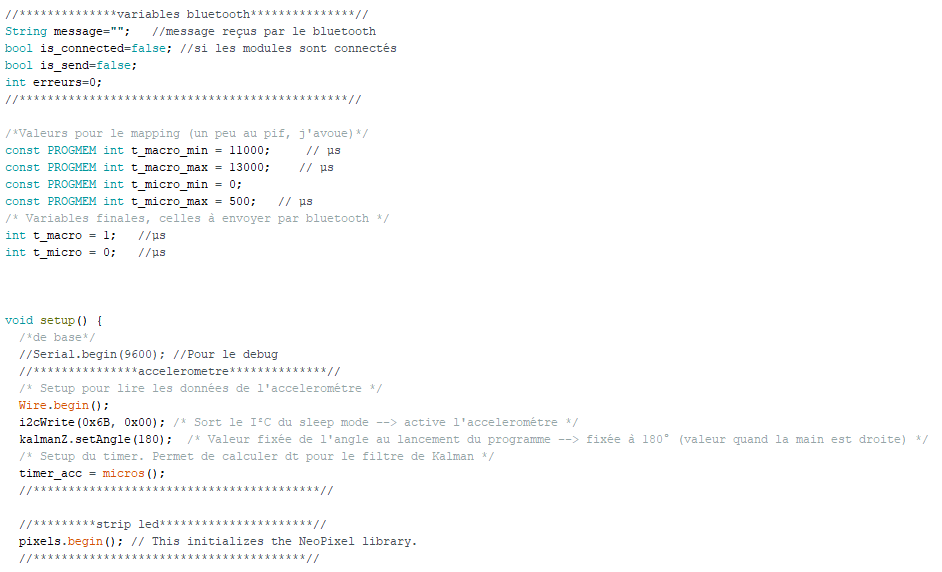 //**************variables bluetooth***************//
String message="";   //message reçus par le bluetooth
bool is_connected=false; //si les modules sont connectés
bool is_send=false;
int erreurs=0;
//***********************************************//
/*Valeurs pour le mapping (un peu au pif, j'avoue)*/
const PROGMEM int t_macro_min = 11000;     // µs
const PROGMEM int t_macro_max = 13000;    // µs
const PROGMEM int t_micro_min = 0;
const PROGMEM int t_micro_max = 500;   // µs
/* Variables finales, celles à envoyer par bluetooth */
int t_macro = 1;   //µs
int t_micro = 0;   //µs
void setup() {
  /*de base*/
  //Serial.begin(9600); //Pour le debug
  //***************accelerometre**************//
  /* Setup pour lire les données de l'accelerométre */
  Wire.begin();
  i2cWrite(0x6B, 0x00); /* Sort le I²C du sleep mode --> active l'accelerométre */
  kalmanZ.setAngle(180);  /* Valeur fixée de l'angle au lancement du programme --> fixée à 180° (valeur quand la main est droite) */
  /* Setup du timer. Permet de calculer dt pour le filtre de Kalman */
  timer_acc = micros();
  //*****************************************//
  //*********strip led**********************//
  pixels.begin(); // This initializes the NeoPixel library.
  //***************************************//